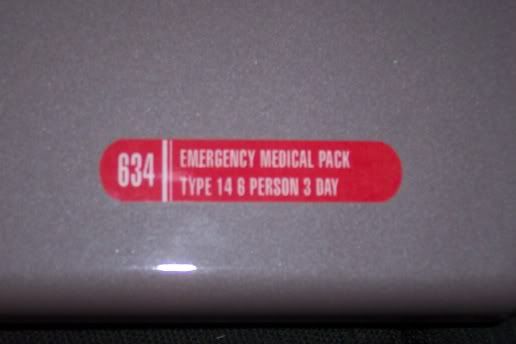 634
EMERGENCY MEDICAL PACK
TYPE 14 6 PERSON 3 DAY